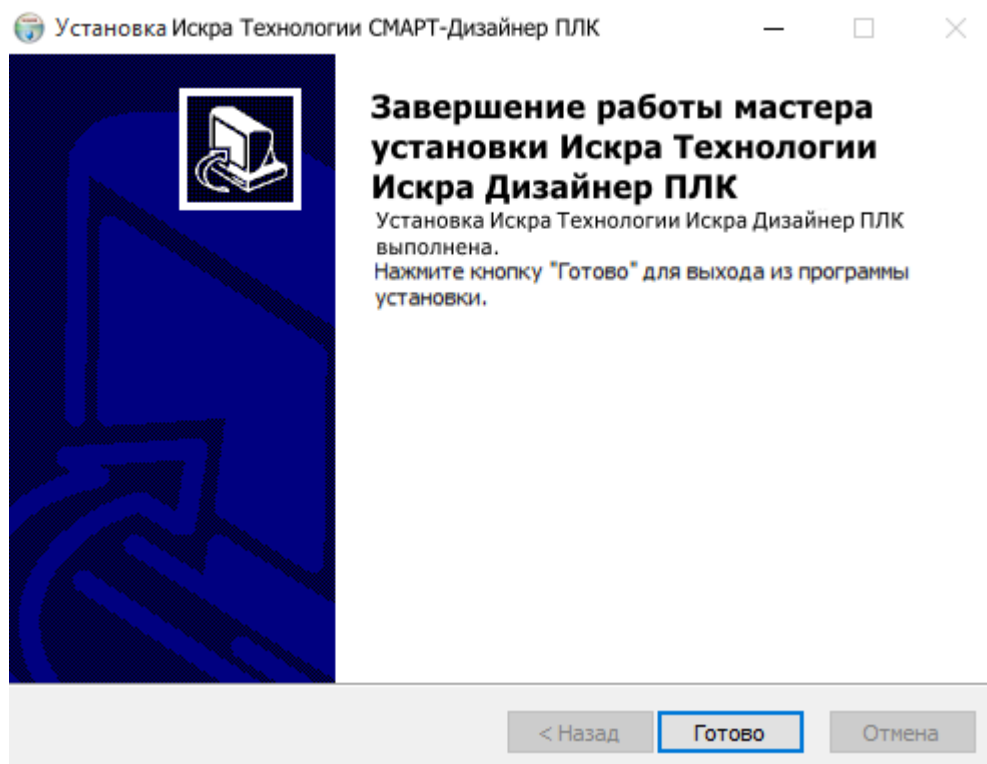 Установка Искра Технологии СМАРТ-Дизайнер ПЛК
Завершение работы мастера
установки Искра Технологии
Искра Дизайнер ПЛК
Установка Искра Технологии Искра Дизайнер ПЛК
выполнена.
Нажмите кнопку "Готово" для выхода из программы
установки.
< Назад
Готово
Отмена